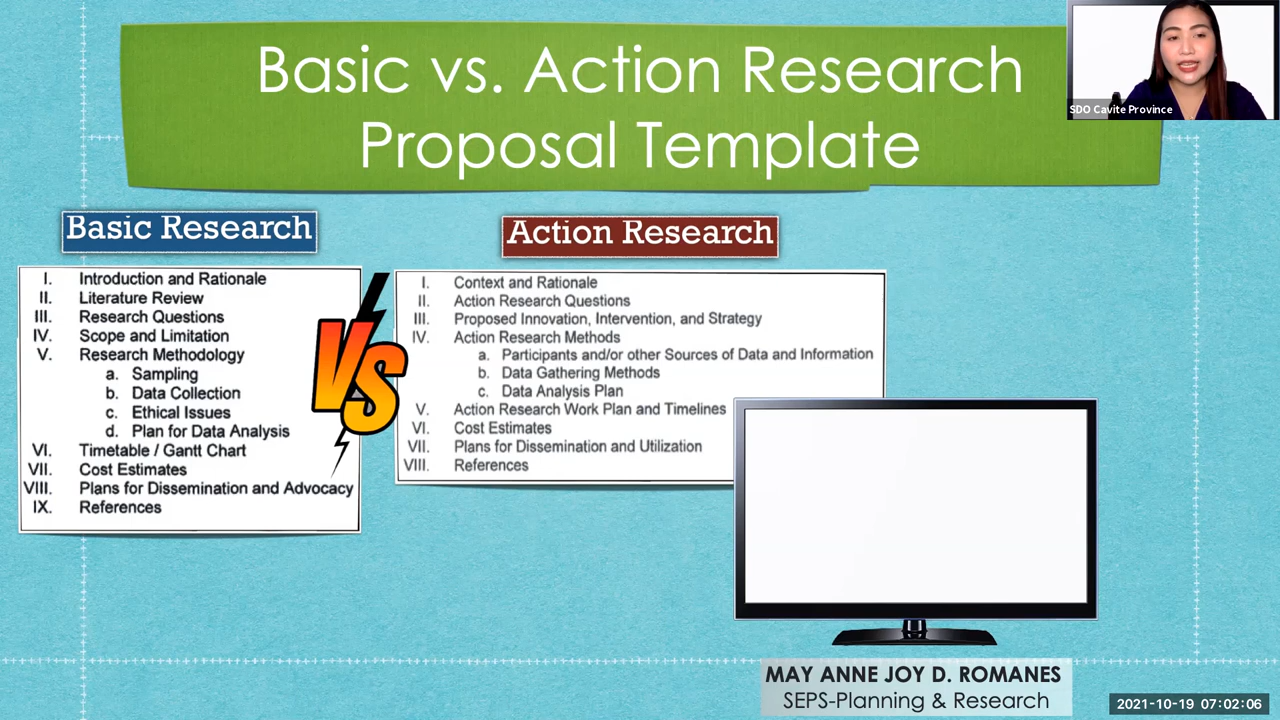 Basic vs. Action Research
Proposal Template
SDO Cavite Province
Basic Research
I. Introduction and Rationale
II. Literature Review
III. Research Questions
IV. Scope and Limitation
V. Research Methodology
a. Sampling
b. Data Collection
c. Ethical Issues
d. Plan for Data Analysis
VI. Timetable / Gantt Chart
VII. Cost Estimates
VIII. Plans for Dissemination and Advocacy
IX. References
VS
Action Research
I. Context and Rationale
II. Action Research Questions
III. Proposed Innovation, Intervention, and Strategy
IV. Action Research Methods
a. Participants and/or other Sources of Data and Information
b. Data Gathering Methods
c. Data Analysis Plan
V. Action Research Work Plan and Timelines
VI. Cost Estimates
VII. Plans for Dissemination and Utilization
VIII. References
MAY ANNE JOY D. ROMANES
SEPS-Planning & Research
2021-10-19 07:02:06